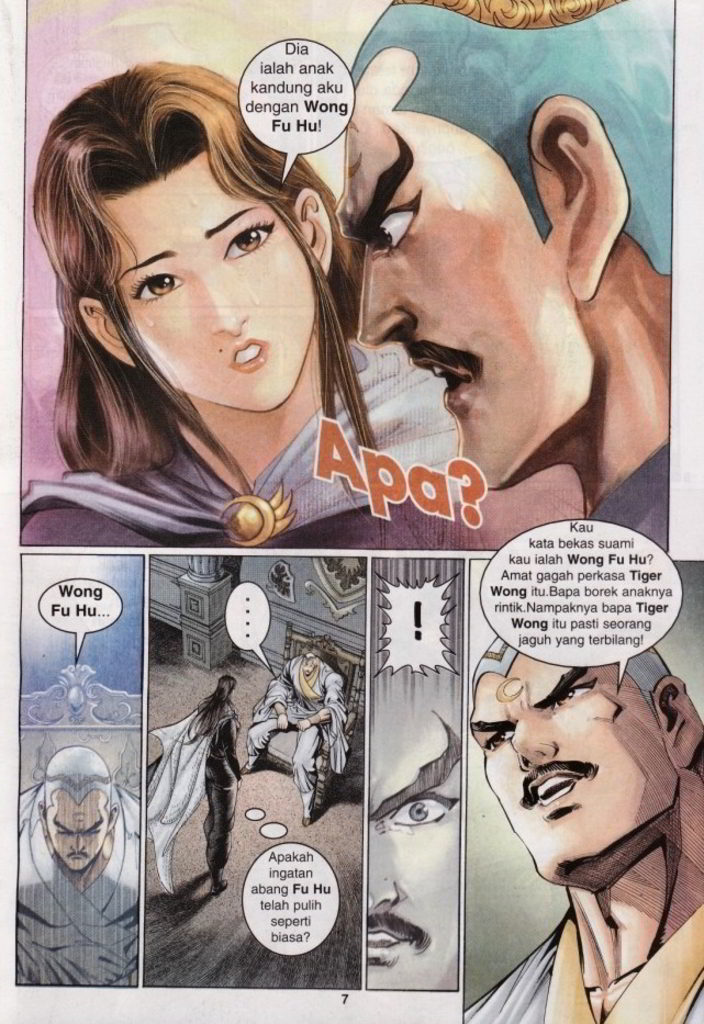 Dia
ialah anak
kandung aku
dengan Wong
Fu Hu!
Apa?
Wong
Fu Hu...
....
Apakah
ingatan
abang Fu Hu
telah pulih
seperti
biasa?
!
Kau
kata bekas suami
kau ialah Wong Fu Hu?
Amat gagah perkasa Tiger
Wong itu.Bapa borek anaknya
rintik.Nampaknya bapa Tiger
Wong itu pasti seorang
jaguh yang terbilang!
7